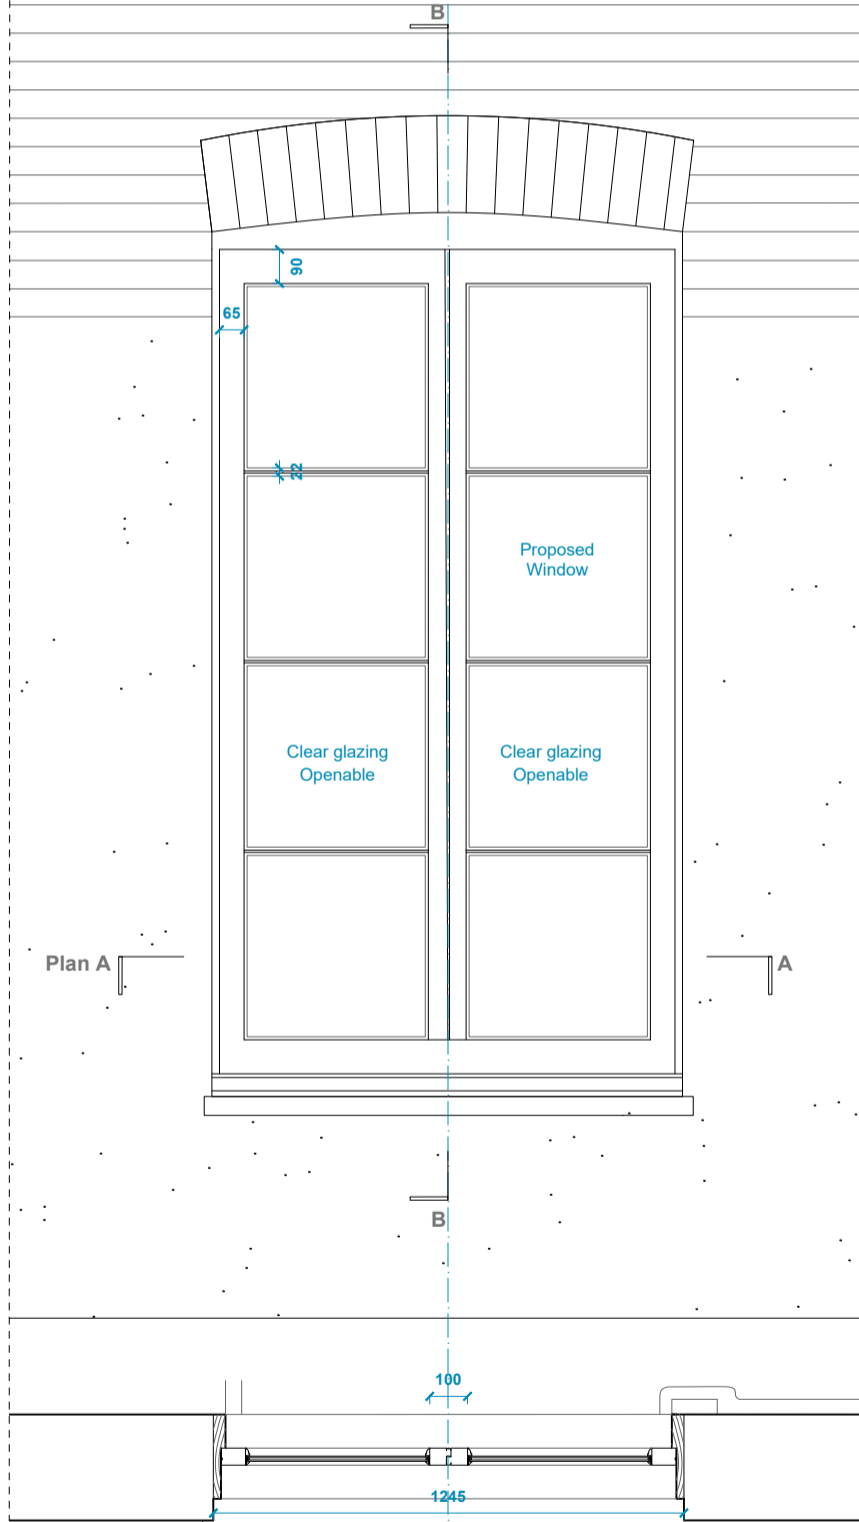 B
90
65
22
Proposed
Window
Clear glazing
Openable
Clear glazing
Openable
Plan A
A
B
100
1245